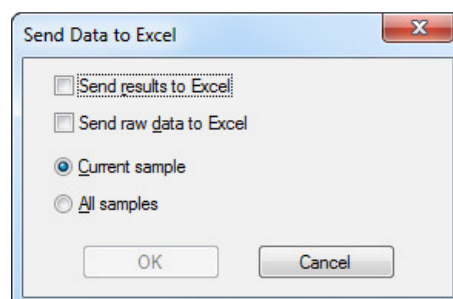 Send Data to Excel
Send results to Excel
Send raw data to Excel
Current sample
All samples
OK
Cancel